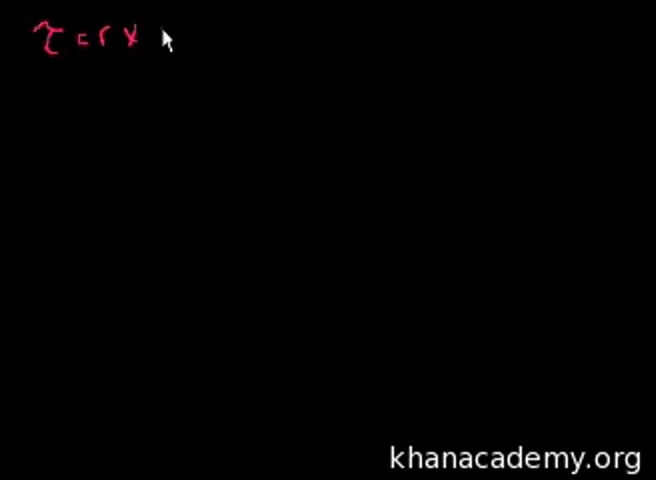 τ = r ×
khanacademy.org